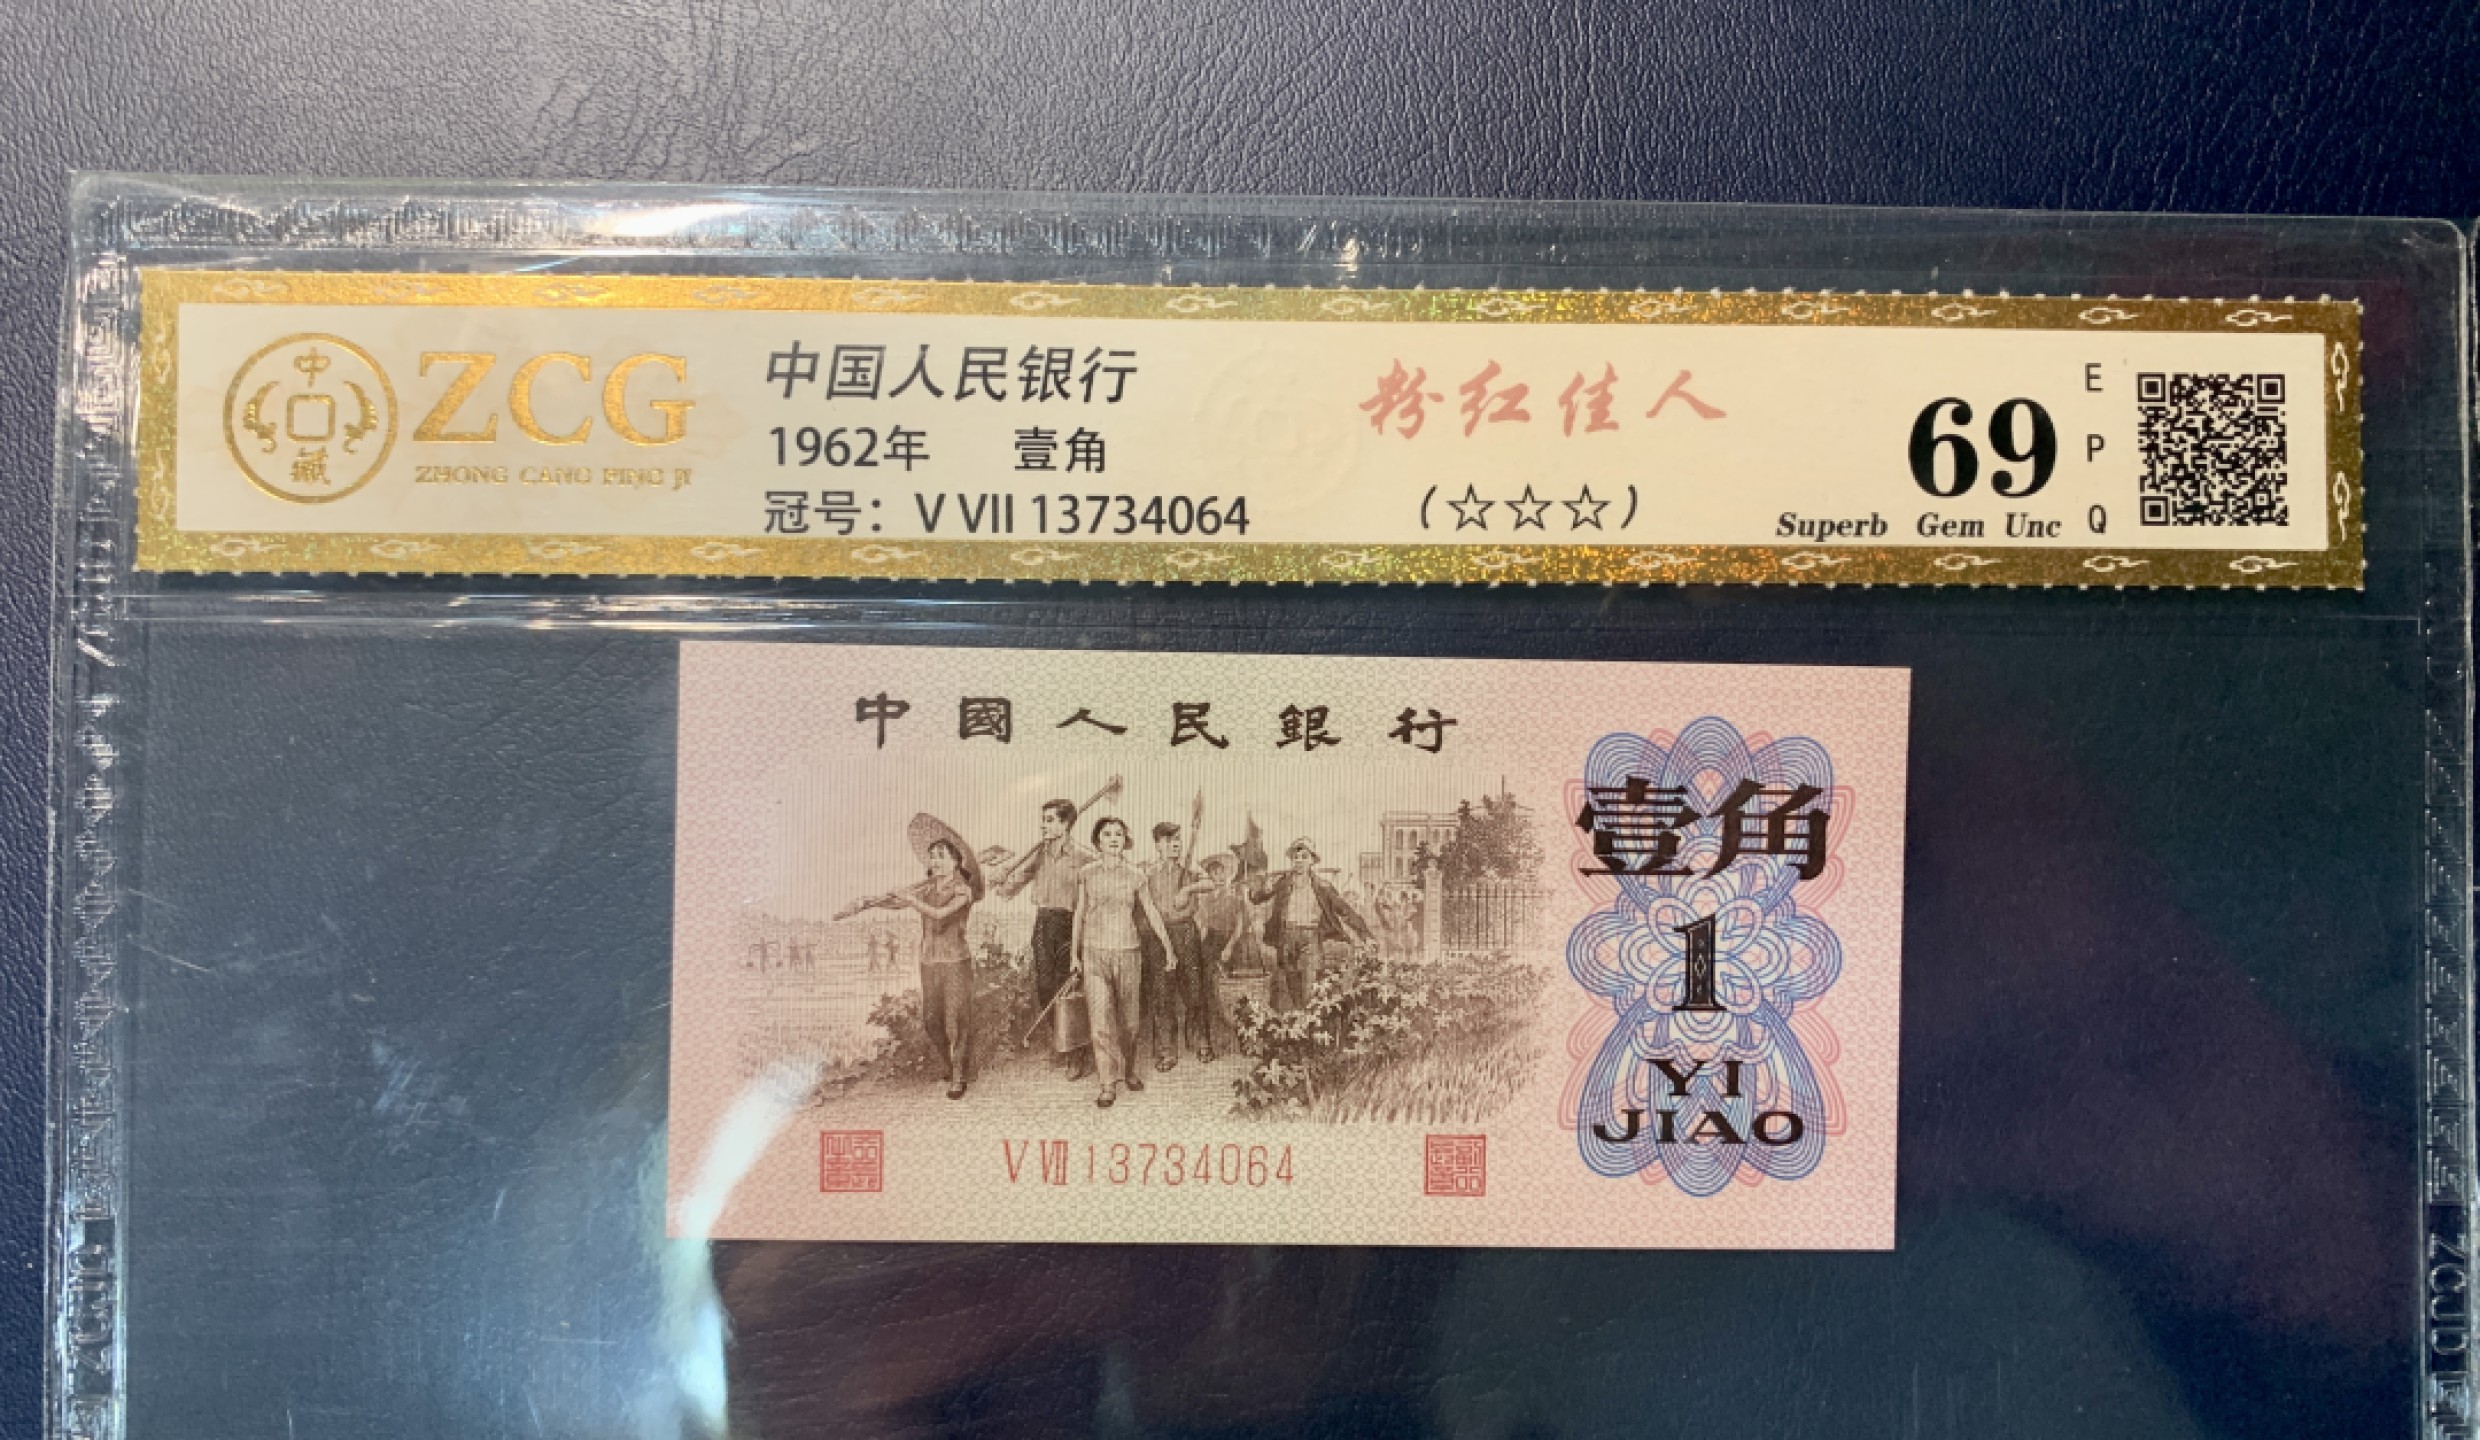 中
藏
ZCG
ZHONG CANG PING JI
中国人民银行
1962年 壹角
冠号：V VII 13734064
粉红佳人
（☆☆☆）
69
Superb Gem Unc
E
P
Q
中國人民銀行
壹角
1
YI
JIAO
V VII 13734064